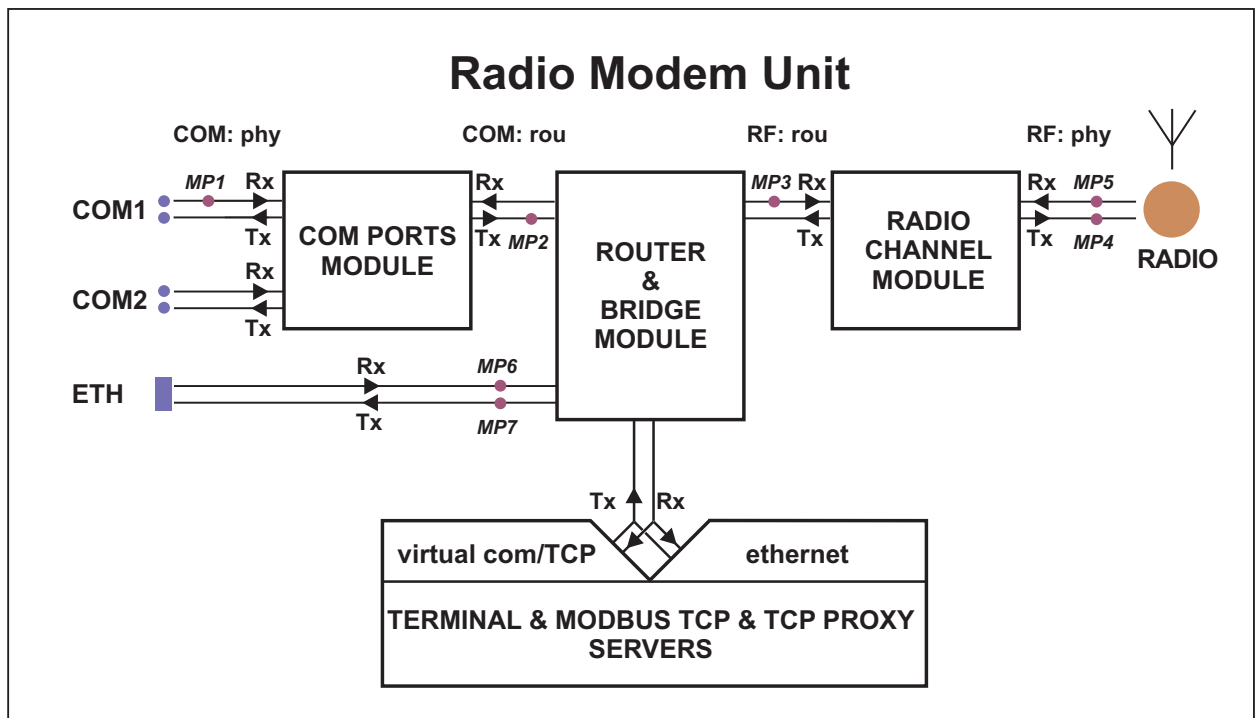 Radio Modem Unit
COM: phy
COM: rou
RF: rou
RF: phy
COM1
MP1
Rx
Tx
COM2
Rx
Tx
COM PORTS
MODULE
Rx
Tx
MP2
ROUTER
&
BRIDGE
MODULE
MP3
Rx
Tx
RADIO
CHANNEL
MODULE
Rx
Tx
MP5
MP4
RADIO
ETH
Rx
Tx
MP6
MP7
Tx
Rx
virtual com/TCP
ethernet
TERMINAL & MODBUS TCP & TCP PROXY
SERVERS